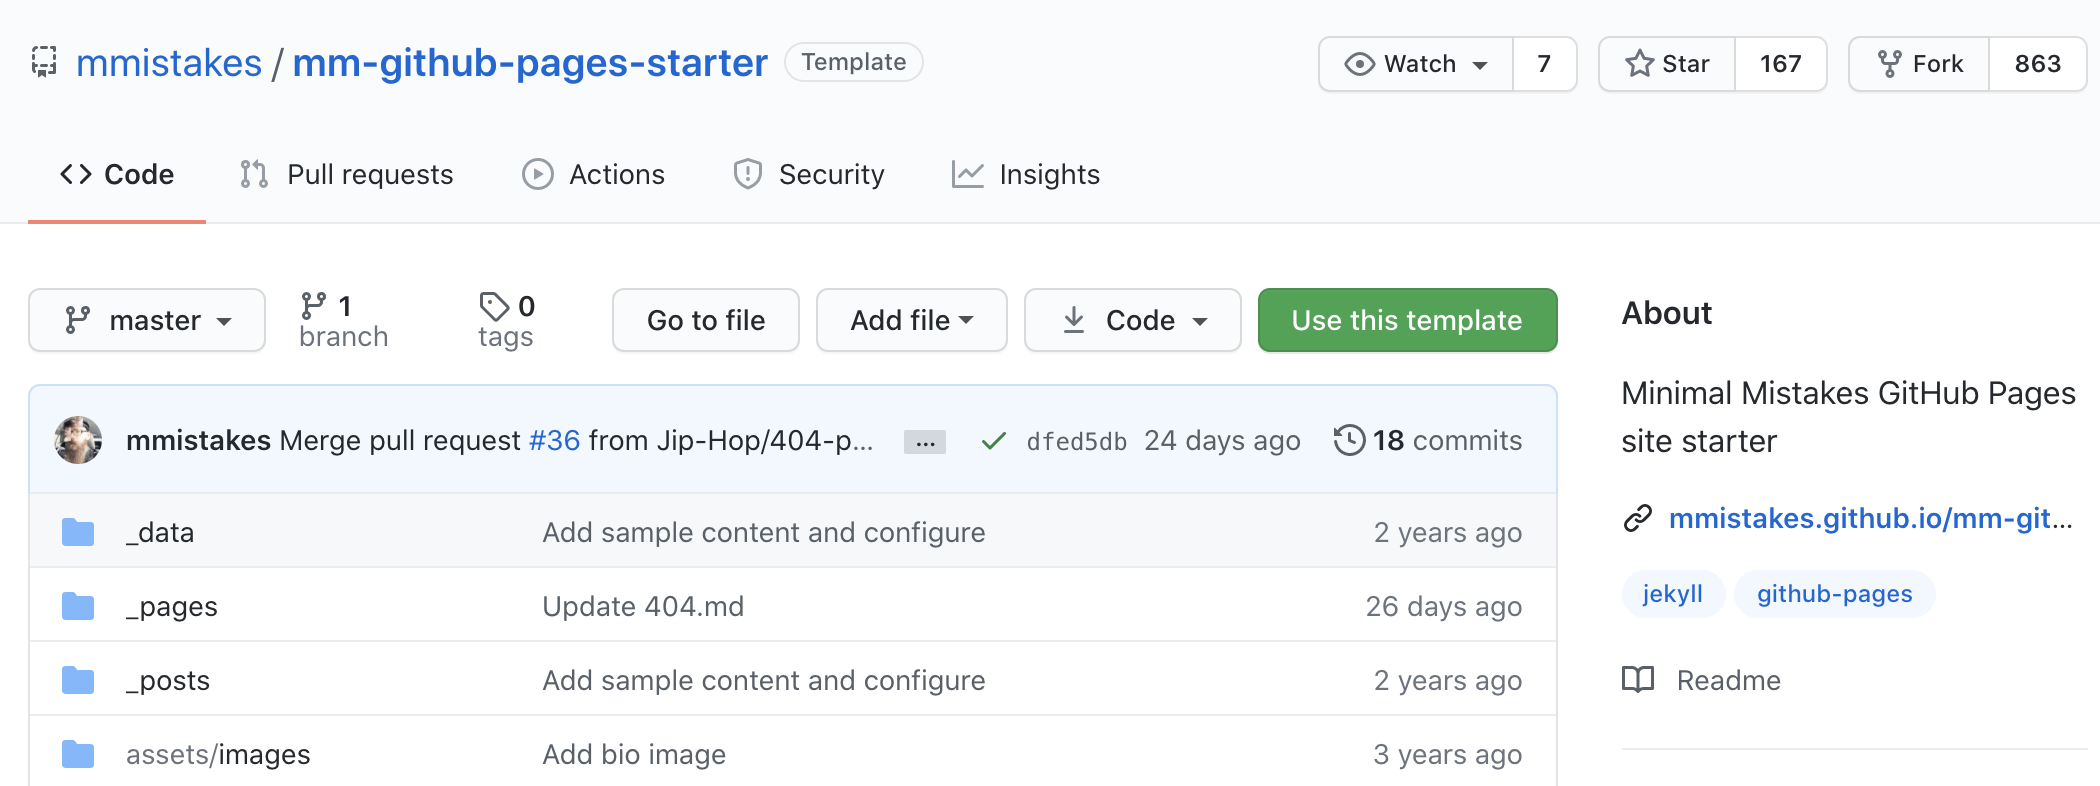 mmistakes / mm-github-pages-starter Template Watch 7 Star 167 Fork 863
Code Pull requests Actions Security Insights
master 1 branch 0 tags Go to file Add file Code Use this template
mmistakes Merge pull request #36 from Jip-Hop/404-p... ... dfed5db 24 days ago 18 commits
_data Add sample content and configure 2 years ago
_pages Update 404.md 26 days ago
_posts Add sample content and configure 2 years ago
assets/images Add bio image 3 years ago
About
Minimal Mistakes GitHub Pages
site starter
mmistakes.github.io/mm-git...
jekyll github-pages
Readme